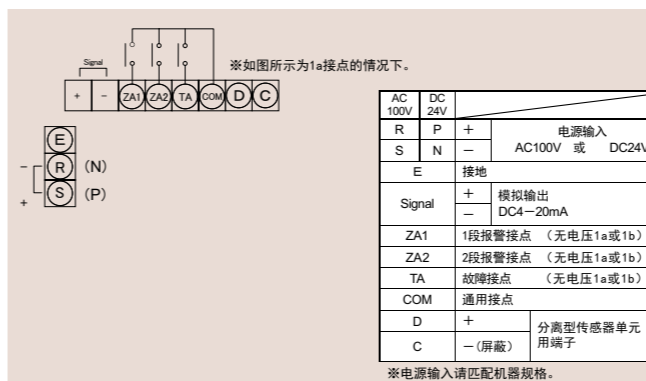 Signal
※如图所示为1a接点的情况下。
+ - ZA1 ZA2 TA COM D C
E
- R (N)
+ S (P)
AC 100V DC 24V
R P + 电源输入
S N - AC100V 或 DC24V
E 接地
Signal + 模拟输出
- DC4-20mA
ZA1 1段报警接点 (无电压1a或1b)
ZA2 2段报警接点 (无电压1a或1b)
TA 故障接点 (无电压1a或1b)
COM 通用接点
D + 分离型传感器单元
C -(屏蔽) 用端子
※电源输入请匹配机器规格。